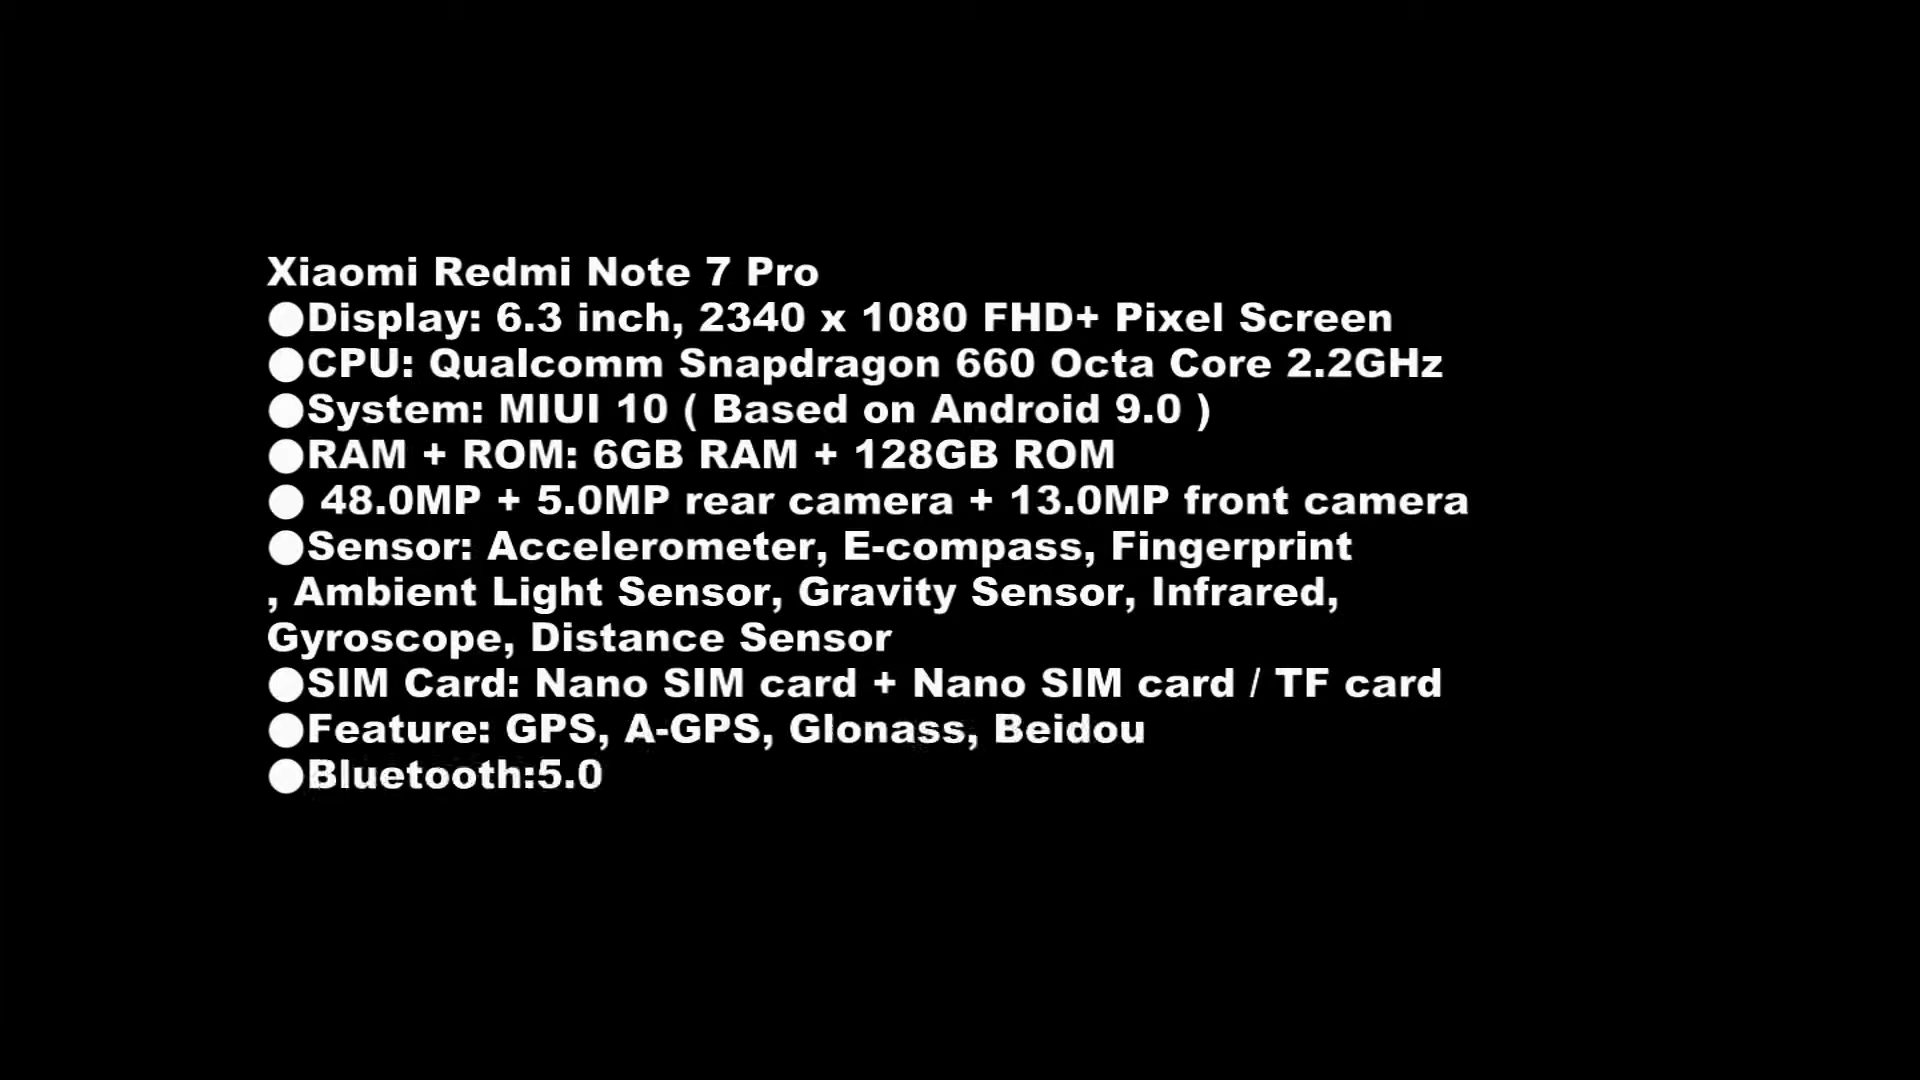 Xiaomi Redmi Note 7 Pro
●Display: 6.3 inch, 2340 x 1080 FHD+ Pixel Screen
●CPU: Qualcomm Snapdragon 660 Octa Core 2.2GHz
●System: MIUI 10 ( Based on Android 9.0 )
●RAM + ROM: 6GB RAM + 128GB ROM
● 48.0MP + 5.0MP rear camera + 13.0MP front camera
●Sensor: Accelerometer, E-compass, Fingerprint
, Ambient Light Sensor, Gravity Sensor, Infrared,
Gyroscope, Distance Sensor
●SIM Card: Nano SIM card + Nano SIM card / TF card
●Feature: GPS, A-GPS, Glonass, Beidou
●Bluetooth:5.0